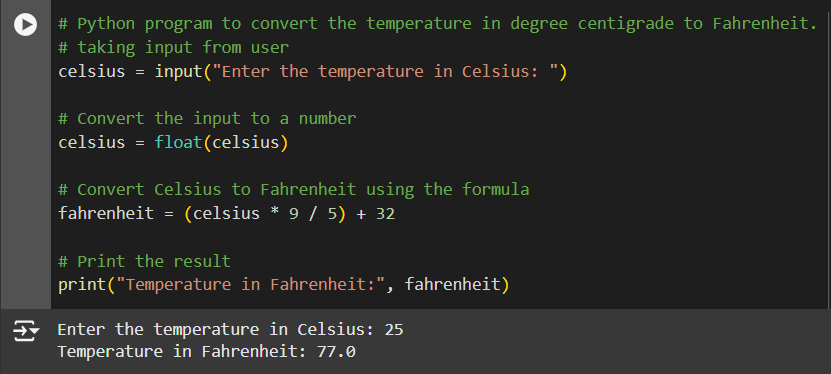 # Python program to convert the temperature in degree centigrade to Fahrenheit.
# taking input from user
celsius = input("Enter the temperature in Celsius: ")
# Convert the input to a number
celsius = float(celsius)
# Convert Celsius to Fahrenheit using the formula
fahrenheit = (celsius * 9 / 5) + 32
# Print the result
print("Temperature in Fahrenheit:", fahrenheit)
Enter the temperature in Celsius: 25
Temperature in Fahrenheit: 77.0